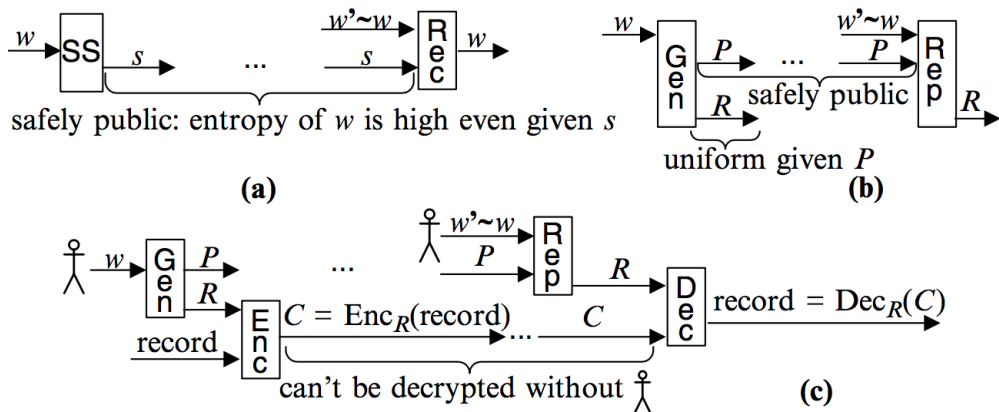 w
SS
s
...
w'~w
s
Rec
w
safely public: entropy of w is high even given s
(a)
w
Gen
P
...
w'~w
P
Rep
safely public
R
R
uniform given P
(b)
w
Gen
P
R
...
w'~w
P
Rep
R
record
Enc
C = Enc_R(record)
...
C
Dec
record = Dec_R(C)
can't be decrypted without
(c)